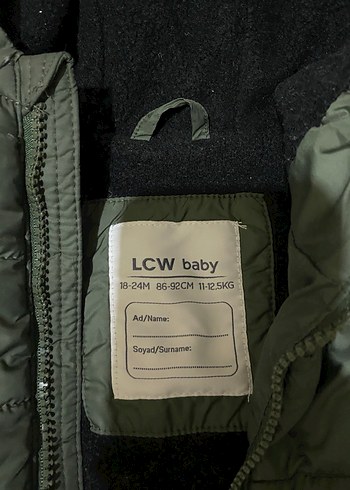 LCW baby
18-24M 86-92CM 11-12.5KG
Ad/Name:
Soyad/Surname: